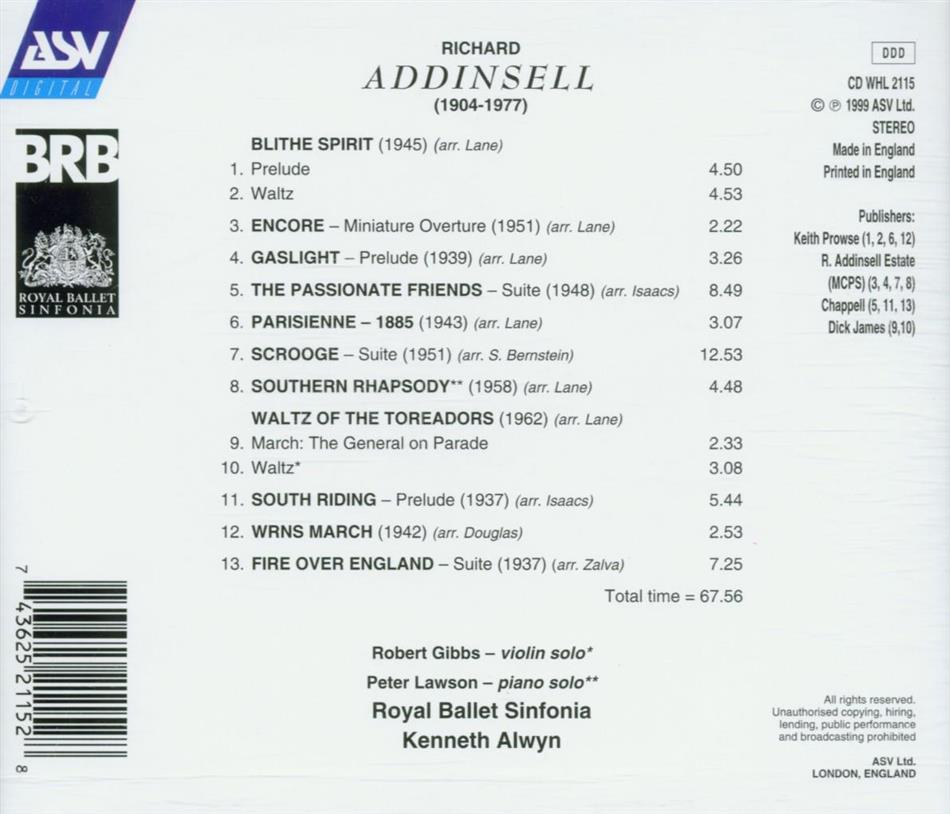 ASV
DIGITAL
BRB
ROYAL BALLET
SINFONIA
RICHARD
ADDINSELL
(1904-1977)
BLITHE SPIRIT (1945) (arr. Lane)
1. Prelude 4.50
2. Waltz 4.53
3. ENCORE – Miniature Overture (1951) (arr. Lane) 2.22
4. GASLIGHT – Prelude (1939) (arr. Lane) 3.26
5. THE PASSIONATE FRIENDS – Suite (1948) (arr. Isaacs) 8.49
6. PARISIENNE – 1885 (1943) (arr. Lane) 3.07
7. SCROOGE – Suite (1951) (arr. S. Bernstein) 12.53
8. SOUTHERN RHAPSODY** (1958) (arr. Lane) 4.48
WALTZ OF THE TOREADORS (1962) (arr. Lane)
9. March: The General on Parade 2.33
10. Waltz* 3.08
11. SOUTH RIDING – Prelude (1937) (arr. Isaacs) 5.44
12. WRNS MARCH (1942) (arr. Douglas) 2.53
13. FIRE OVER ENGLAND – Suite (1937) (arr. Zalva) 7.25
Total time = 67.56
Robert Gibbs – violin solo*
Peter Lawson – piano solo**
Royal Ballet Sinfonia
Kenneth Alwyn
DDD
CD WHL 2115
© ℗ 1999 ASV Ltd.
STEREO
Made in England
Printed in England
Publishers:
Keith Prowse (1, 2, 6, 12)
R. Addinsell Estate
(MCPS) (3, 4, 7, 8)
Chappell (5, 11, 13)
Dick James (9,10)
All rights reserved.
Unauthorised copying, hiring,
lending, public performance
and broadcasting prohibited
ASV Ltd.
LONDON, ENGLAND
7 43625 21152 8